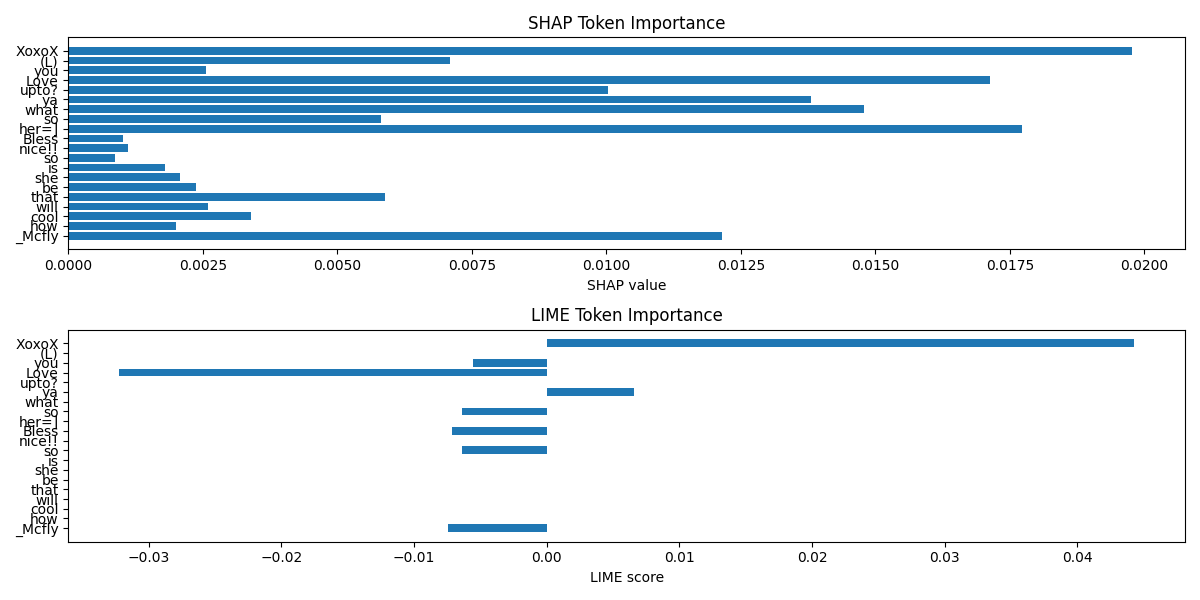 SHAP Token Importance
XoxoX
(L)
you
Love
upto?
ya
what
so
her=]
Bless
nice!!
so
is
she
be
that
will
cool
how
_Mcfly
0.0000 0.0025 0.0050 0.0075 0.0100 0.0125 0.0150 0.0175 0.0200
SHAP value
LIME Token Importance
XoxoX
(L)
you
Love
upto?
ya
what
so
her=]
Bless
nice!!
so
is
she
be
that
will
cool
how
_Mcfly
−0.03 −0.02 −0.01 0.00 0.01 0.02 0.03 0.04
LIME score